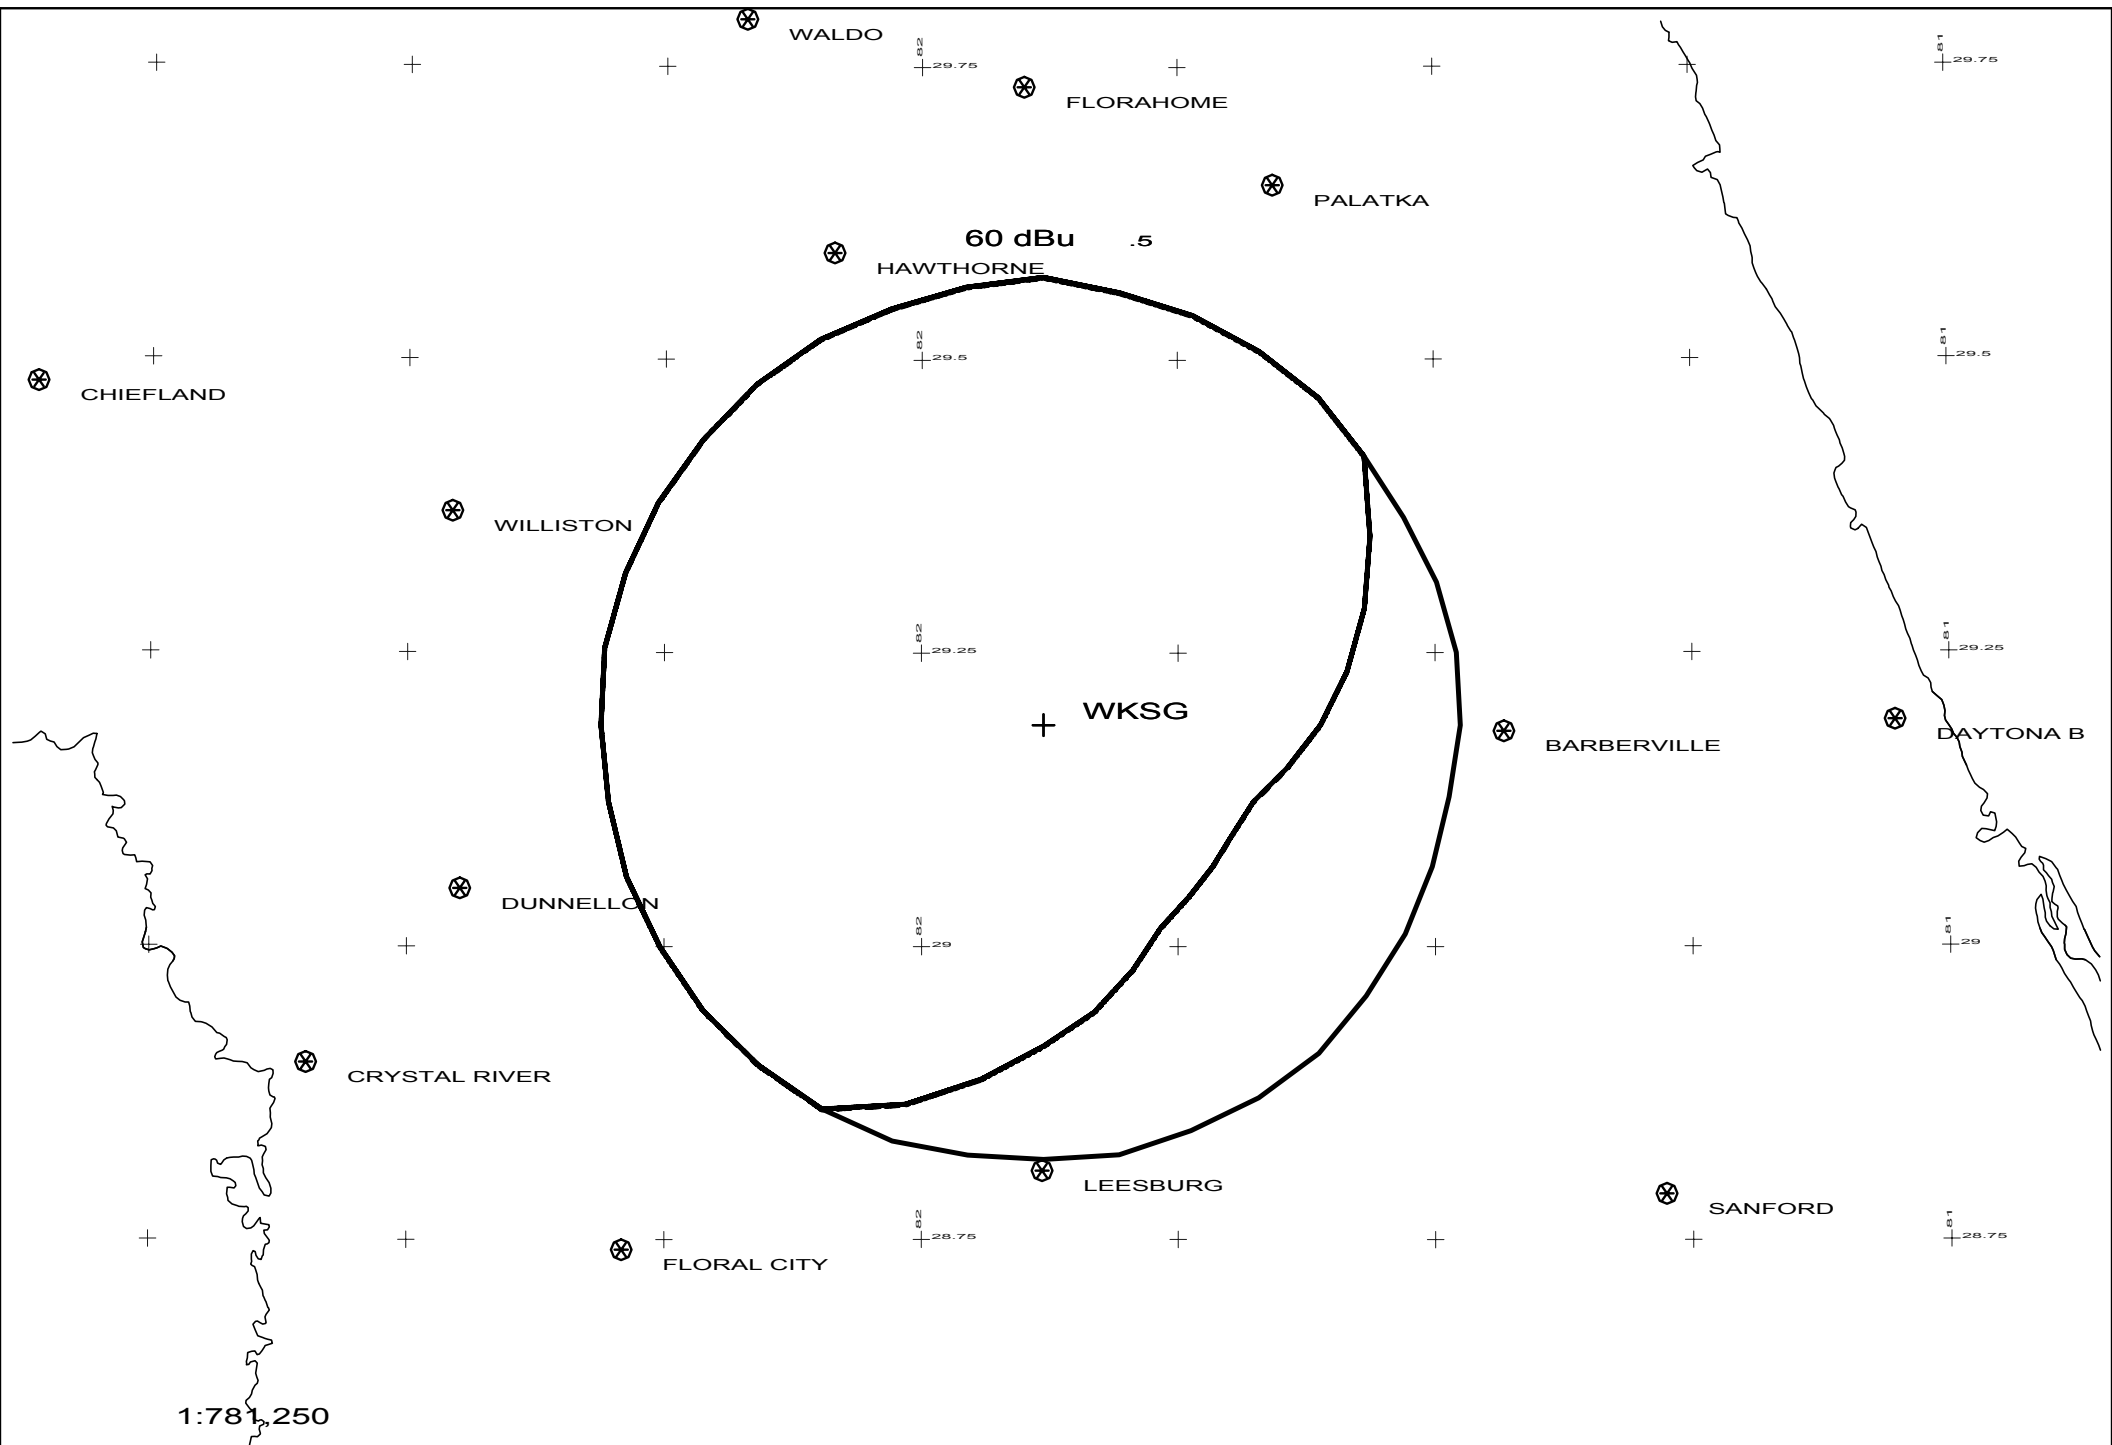 WALDO
82
29.75
81
29.75
FLORAHOME
PALATKA
60 dBu .5
HAWTHORNE
82
29.5
81
29.5
CHIEFLAND
WILLISTON
82
29.25
81
29.25
WKSG
DAYTONA B
BARBERVILLE
DUNNELLON
82
29
81
29
CRYSTAL RIVER
LEESBURG
SANFORD
82
28.75
81
28.75
FLORAL CITY
1:781,250